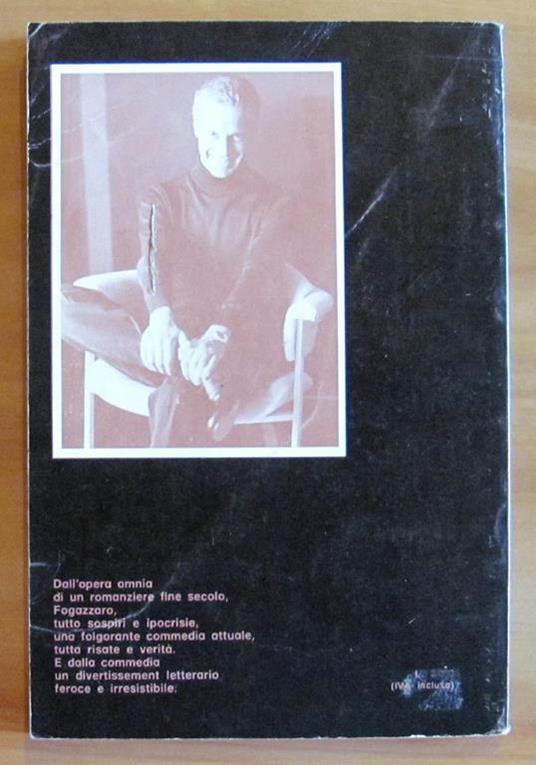 Dall'opera omnia
di un romanziere fine secolo,
Fogazzaro,
tutto sospiri e ipocrisie,
una folgorante commedia attuale,
tutta risate e verità.
E dalla commedia
un divertissement letterario
feroce e irresistibile.
(IVA incluso)